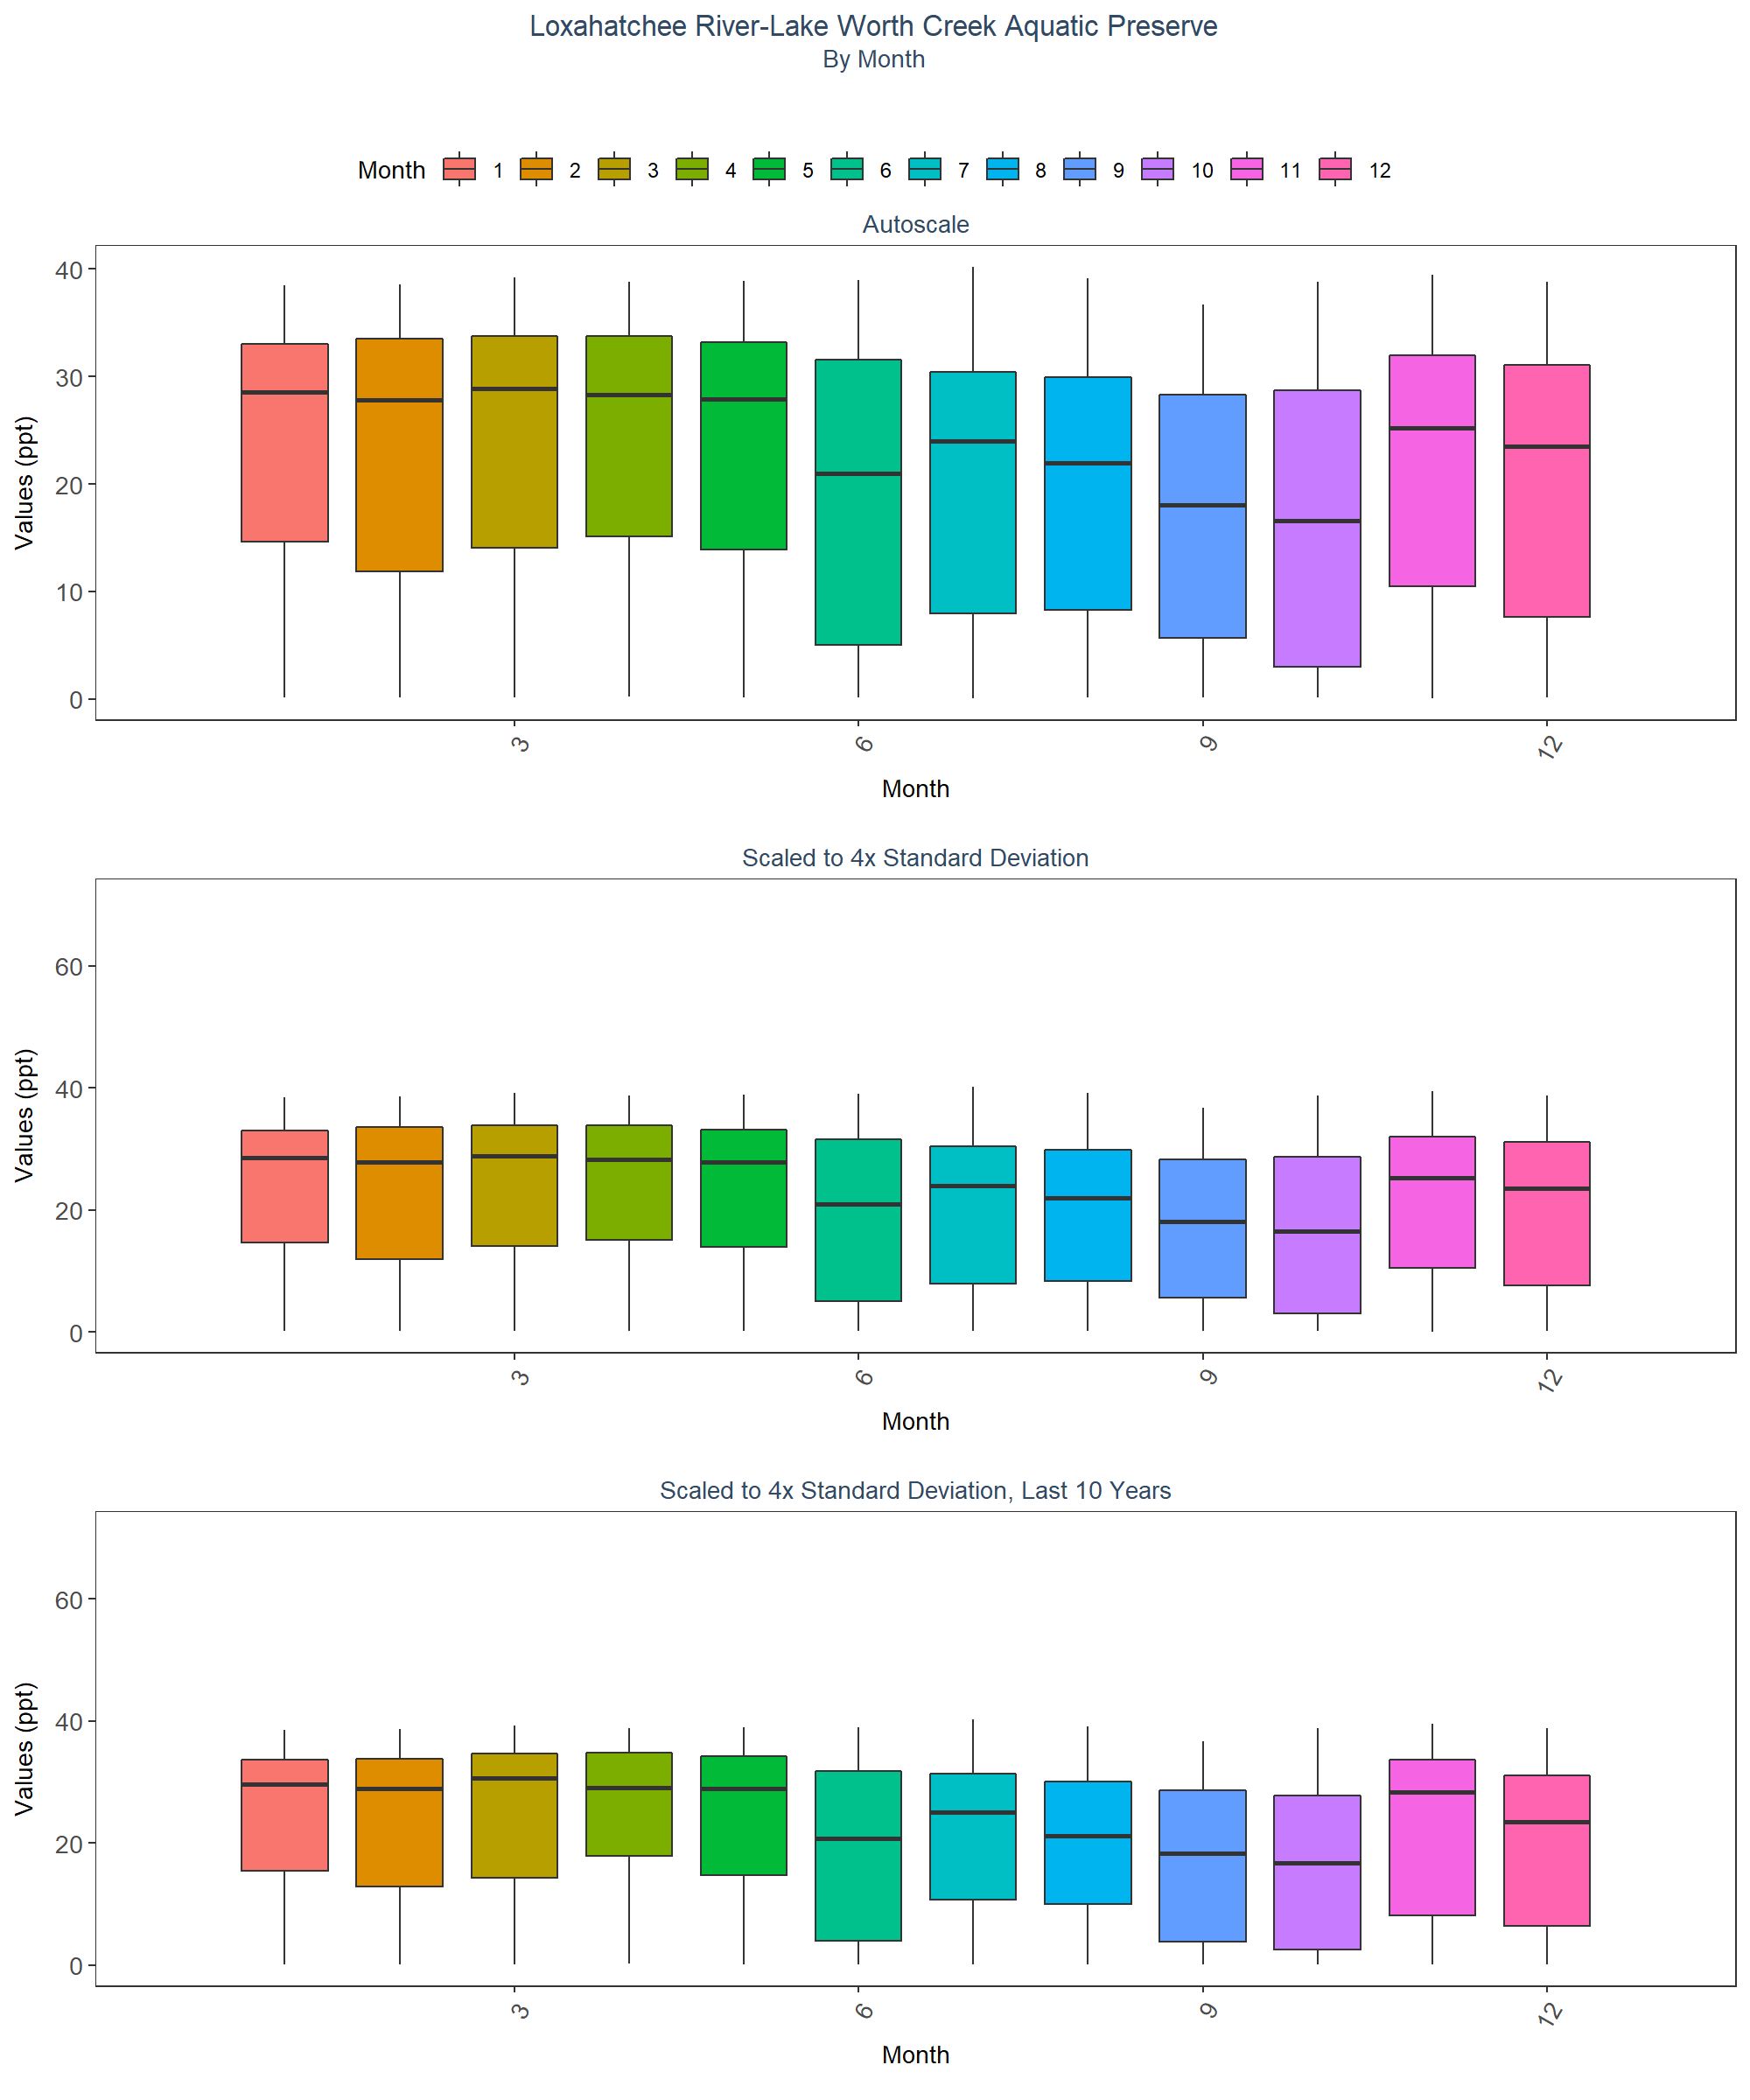 Loxahatchee River-Lake Worth Creek Aquatic Preserve
By Month
Month 1 2 3 4 5 6 7 8 9 10 11 12
Autoscale
Values (ppt)
40
30
20
10
0
3 6 9 12
Month
Scaled to 4x Standard Deviation
Values (ppt)
60
40
20
0
3 6 9 12
Month
Scaled to 4x Standard Deviation, Last 10 Years
Values (ppt)
60
40
20
0
3 6 9 12
Month